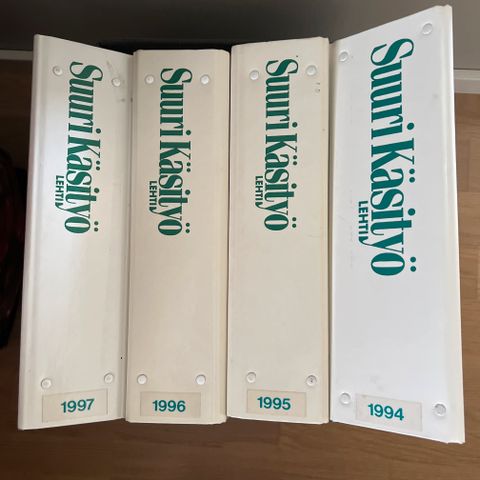 Suuri Käsityö
LEHTI
1997
Suuri Käsityö
LEHTI
1996
Suuri Käsityö
LEHTI
1995
Suuri Käsityö
LEHTI
1994